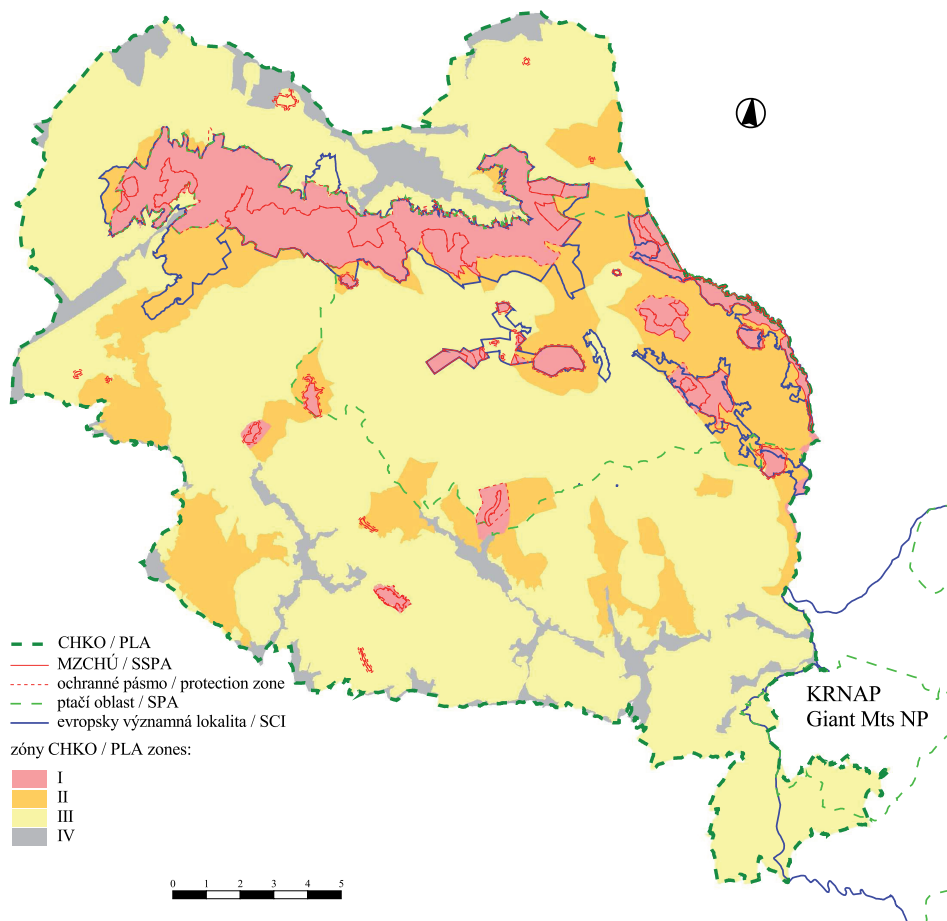 CHKO / PLA
MZCHÚ / SSPA
ochranné pásmo / protection zone
ptačí oblast / SPA
evropsky významná lokalita / SCI
zóny CHKO / PLA zones:
I
II
III
IV
KRNAP
Giant Mts NP
0 1 2 3 4 5